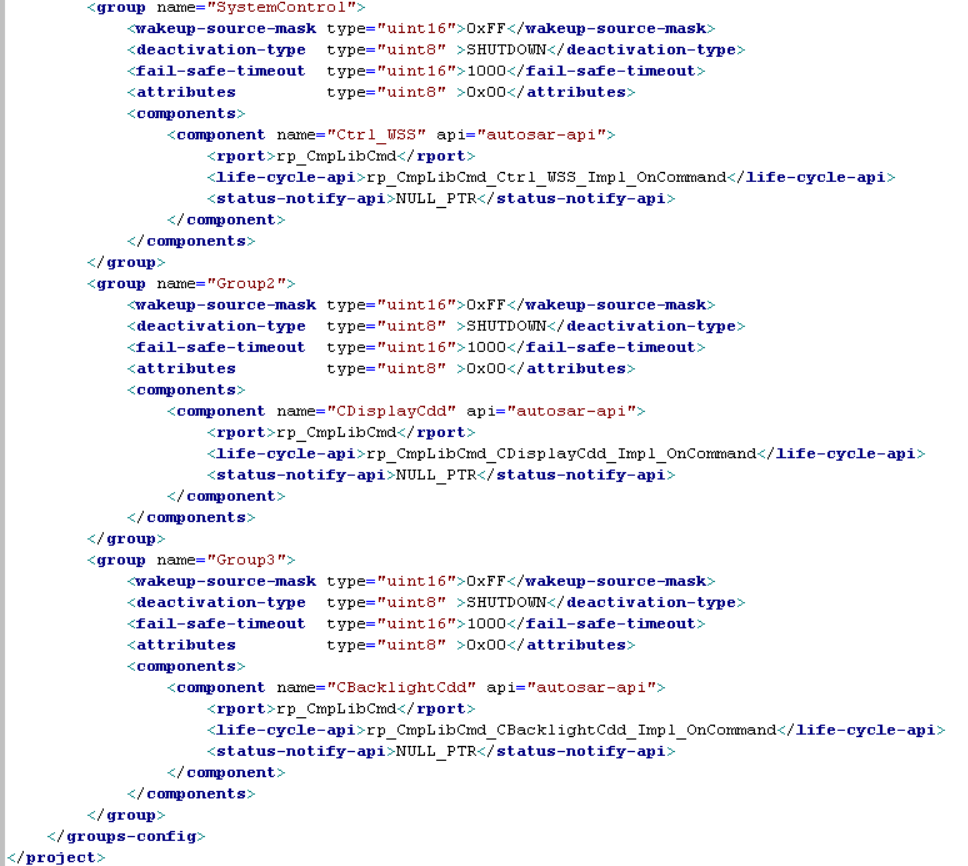 <group name="SystemControl">
<wakeup-source-mask type="uint16">0xFF</wakeup-source-mask>
<deactivation-type  type="uint8" >SHUTDOWN</deactivation-type>
<fail-safe-timeout  type="uint16">1000</fail-safe-timeout>
<attributes         type="uint8" >0x00</attributes>
<components>
<component name="Ctrl_WSS" api="autosar-api">
<rport>rp_CmpLibCmd</rport>
<life-cycle-api>rp_CmpLibCmd_Ctrl_WSS_Impl_OnCommand</life-cycle-api>
<status-notify-api>NULL_PTR</status-notify-api>
</component>
</components>
</group>
<group name="Group2">
<wakeup-source-mask type="uint16">0xFF</wakeup-source-mask>
<deactivation-type  type="uint8" >SHUTDOWN</deactivation-type>
<fail-safe-timeout  type="uint16">1000</fail-safe-timeout>
<attributes         type="uint8" >0x00</attributes>
<components>
<component name="CDisplayCdd" api="autosar-api">
<rport>rp_CmpLibCmd</rport>
<life-cycle-api>rp_CmpLibCmd_CDisplayCdd_Impl_OnCommand</life-cycle-api>
<status-notify-api>NULL_PTR</status-notify-api>
</component>
</components>
</group>
<group name="Group3">
<wakeup-source-mask type="uint16">0xFF</wakeup-source-mask>
<deactivation-type  type="uint8" >SHUTDOWN</deactivation-type>
<fail-safe-timeout  type="uint16">1000</fail-safe-timeout>
<attributes         type="uint8" >0x00</attributes>
<components>
<component name="CBacklightCdd" api="autosar-api">
<rport>rp_CmpLibCmd</rport>
<life-cycle-api>rp_CmpLibCmd_CBacklightCdd_Impl_OnCommand</life-cycle-api>
<status-notify-api>NULL_PTR</status-notify-api>
</component>
</components>
</group>
</groups-config>
</project>